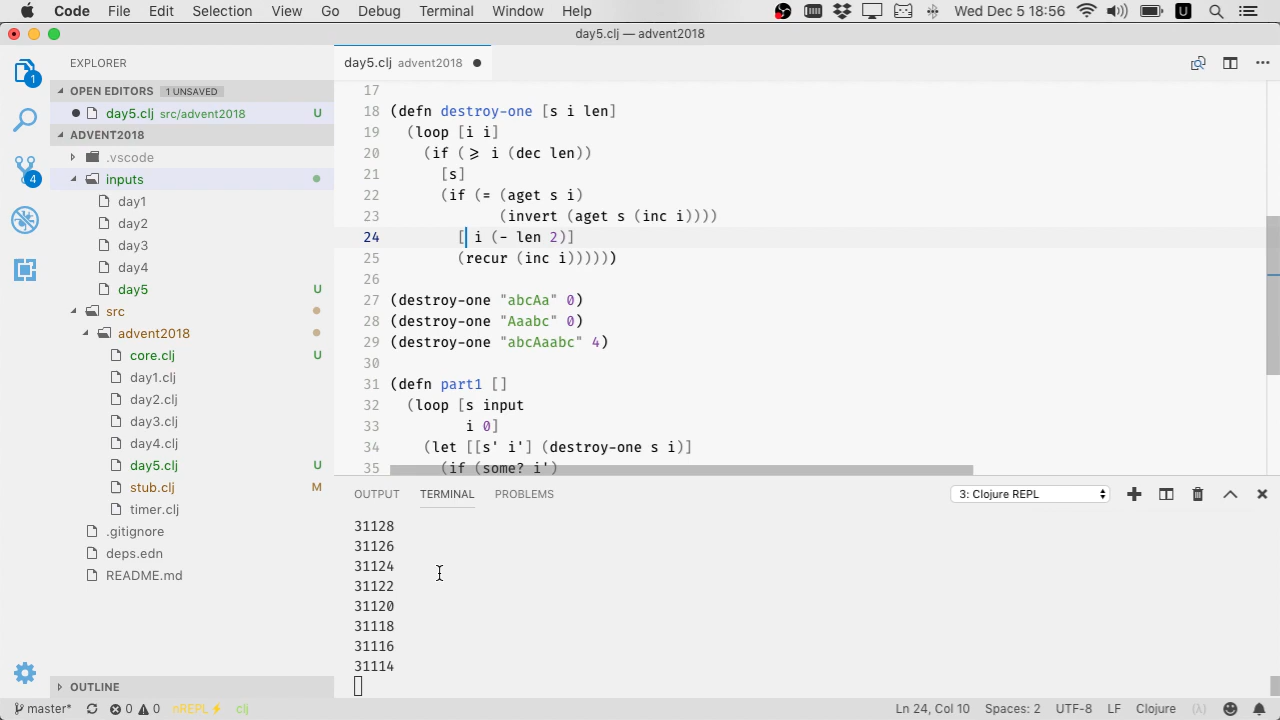 Code File Edit Selection View Go Debug Terminal Window Help Wed Dec 5 18:56
day5.clj — advent2018
EXPLORER
OPEN EDITORS 1 UNSAVED
day5.clj src/advent2018 U
ADVENT2018
.vscode
inputs
day1
day2
day3
day4
day5 U
src
advent2018
core.clj U
day1.clj
day2.clj
day3.clj
day4.clj
day5.clj U
stub.clj M
timer.clj
.gitignore
deps.edn
README.md
OUTLINE
1
4
day5.clj advent2018
17
18 (defn destroy-one [s i len]
19 (loop [i i]
20 (if (⩾ i (dec len))
21 [s]
22 (if (= (aget s i)
23 (invert (aget s (inc i))))
24 [ i (- len 2)]
25 (recur (inc i))))))
26
27 (destroy-one "abcAa" 0)
28 (destroy-one "Aaabc" 0)
29 (destroy-one "abcAaabc" 4)
30
31 (defn part1 []
32 (loop [s input
33 i 0]
34 (let [[s' i'] (destroy-one s i)]
35 (if (some? i')
OUTPUT TERMINAL PROBLEMS 3: Clojure REPL
31128
31126
31124
31122
31120
31118
31116
31114
master* 0 0 nREPL⚡ clj Ln 24, Col 10 Spaces: 2 UTF-8 LF Clojure (λ)